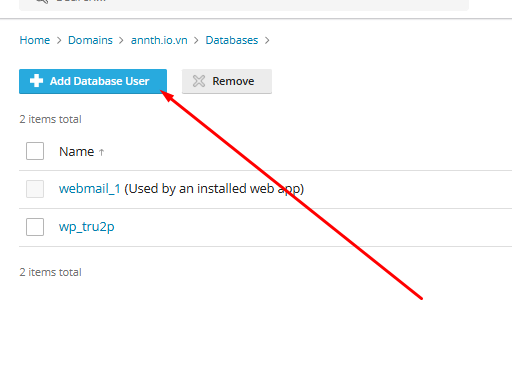 Home > Domains > annth.io.vn > Databases >
Add Database User Remove
2 items total
Name ↑
webmail_1 (Used by an installed web app)
wp_tru2p
2 items total